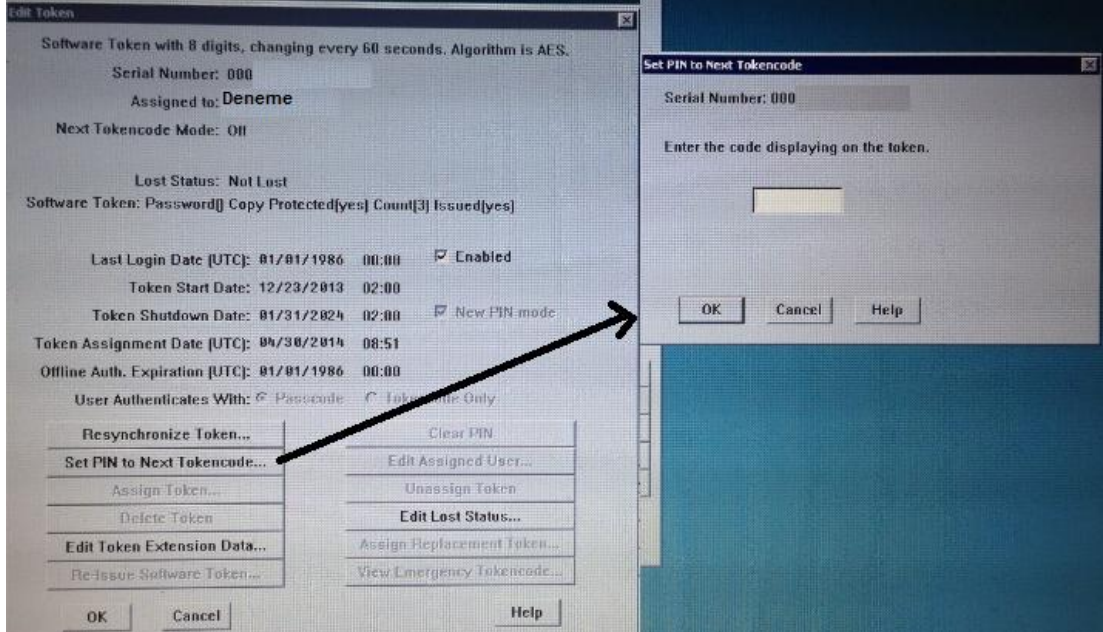 Edit Token
Software Token with 8 digits, changing every 60 seconds. Algorithm is AES.
Serial Number: 000
Assigned to: Deneme
Next Tokencode Mode: Off
Lost Status: Not Lost
Software Token: Password[] Copy Protected[yes] Count[3] Issued[yes]
Last Login Date [UTC]: 01/01/1986 00:00 Enabled
Token Start Date: 12/23/2013 02:00
Token Shutdown Date: 01/31/2024 02:00 New PIN mode
Token Assignment Date [UTC]: 04/30/2014 08:51
Offline Auth. Expiration [UTC]: 01/01/1986 00:00
User Authenticates With: Passcode Tokencode Only
Resynchronize Token... Clear PIN
Set PIN to Next Tokencode... Edit Assigned User...
Assign Token... Unassign Token
Delete Token Edit Lost Status...
Edit Token Extension Data... Assign Replacement Token...
Re-Issue Software Token... View Emergency Tokencode...
OK Cancel Help
Set PIN to Next Tokencode
Serial Number: 000
Enter the code displaying on the token.
OK Cancel Help